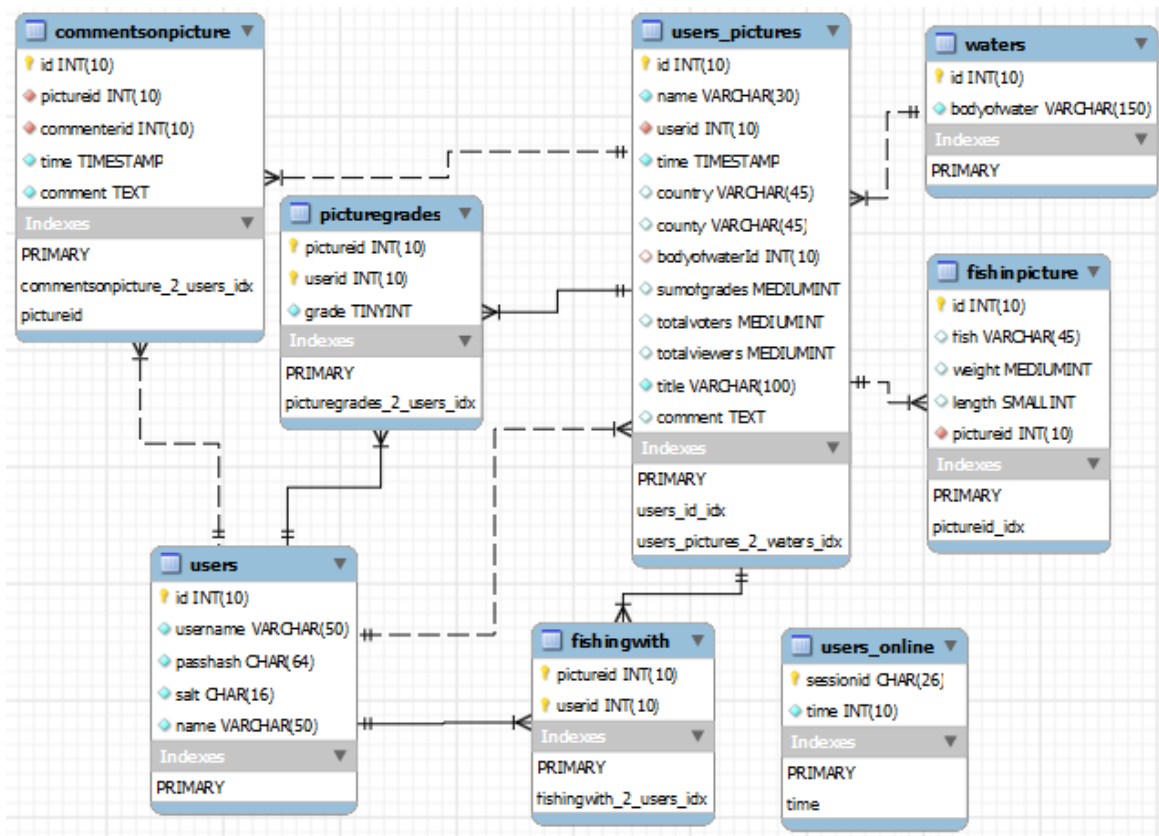 commentsonpicture
id INT(10)
pictureid INT(10)
commenterid INT(10)
time TIMESTAMP
comment TEXT
Indexes
PRIMARY
commentsonpicture_2_users_idx
pictureid
picturegrades
pictureid INT(10)
userid INT(10)
grade TINYINT
Indexes
PRIMARY
picturegrades_2_users_idx
users_pictures
id INT(10)
name VARCHAR(30)
userid INT(10)
time TIMESTAMP
country VARCHAR(45)
county VARCHAR(45)
bodyofwaterId INT(10)
sumofgrades MEDIUMINT
totalvoters MEDIUMINT
totalviewers MEDIUMINT
title VARCHAR(100)
comment TEXT
Indexes
PRIMARY
users_id_idx
users_pictures_2_waters_idx
waters
id INT(10)
bodyofwater VARCHAR(150)
Indexes
PRIMARY
fishinpicture
id INT(10)
fish VARCHAR(45)
weight MEDIUMINT
length SMALLINT
pictureid INT(10)
Indexes
PRIMARY
pictureid_idx
users
id INT(10)
username VARCHAR(50)
passhash CHAR(64)
salt CHAR(16)
name VARCHAR(50)
Indexes
PRIMARY
fishingwith
pictureid INT(10)
userid INT(10)
Indexes
PRIMARY
fishingwith_2_users_idx
users_online
sessionid CHAR(26)
time INT(10)
Indexes
PRIMARY
time